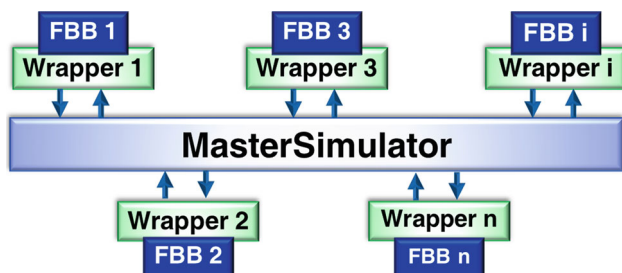 FBB 1
Wrapper 1
FBB 3
Wrapper 3
FBB i
Wrapper i
MasterSimulator
Wrapper 2
FBB 2
Wrapper n
FBB n